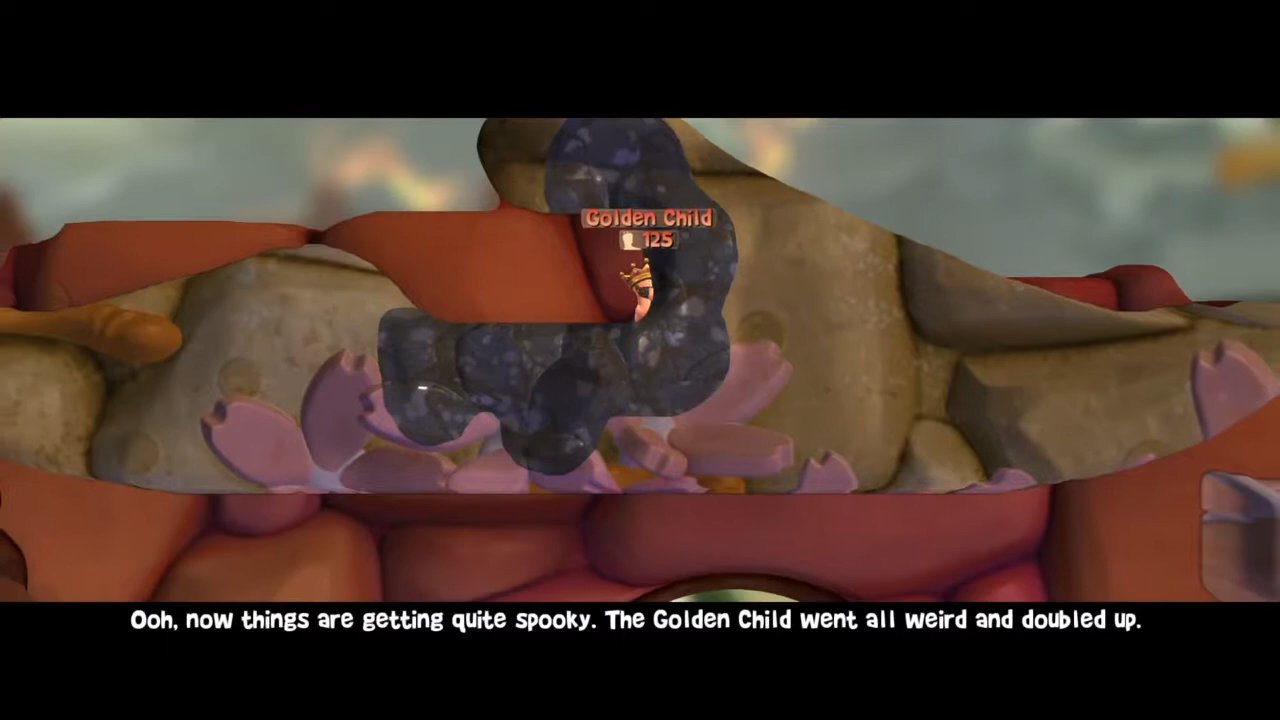 Golden Child
125
Ooh, now things are getting quite spooky. The Golden Child went all weird and doubled up.